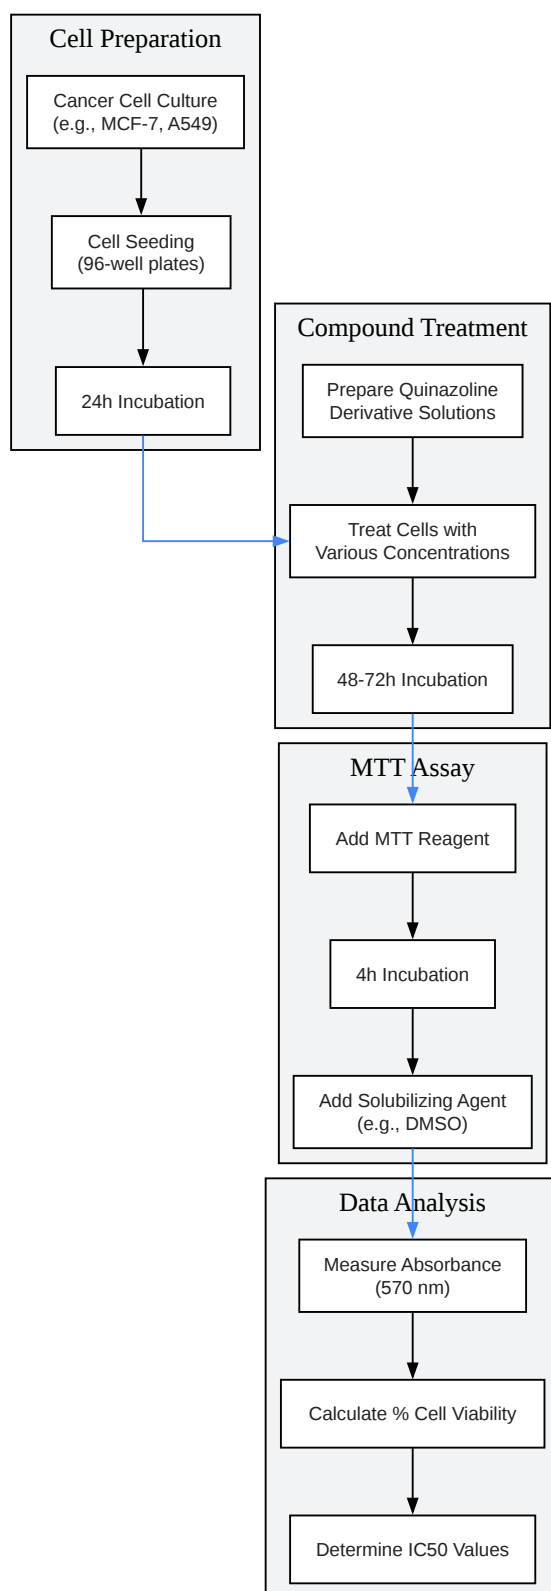 Cell Preparation
Cancer Cell Culture
(e.g., MCF-7, A549)
Cell Seeding
(96-well plates)
24h Incubation
Compound Treatment
Prepare Quinazoline
Derivative Solutions
Treat Cells with
Various Concentrations
48-72h Incubation
MTT Assay
Add MTT Reagent
4h Incubation
Add Solubilizing Agent
(e.g., DMSO)
Data Analysis
Measure Absorbance
(570 nm)
Calculate % Cell Viability
Determine IC50 Values